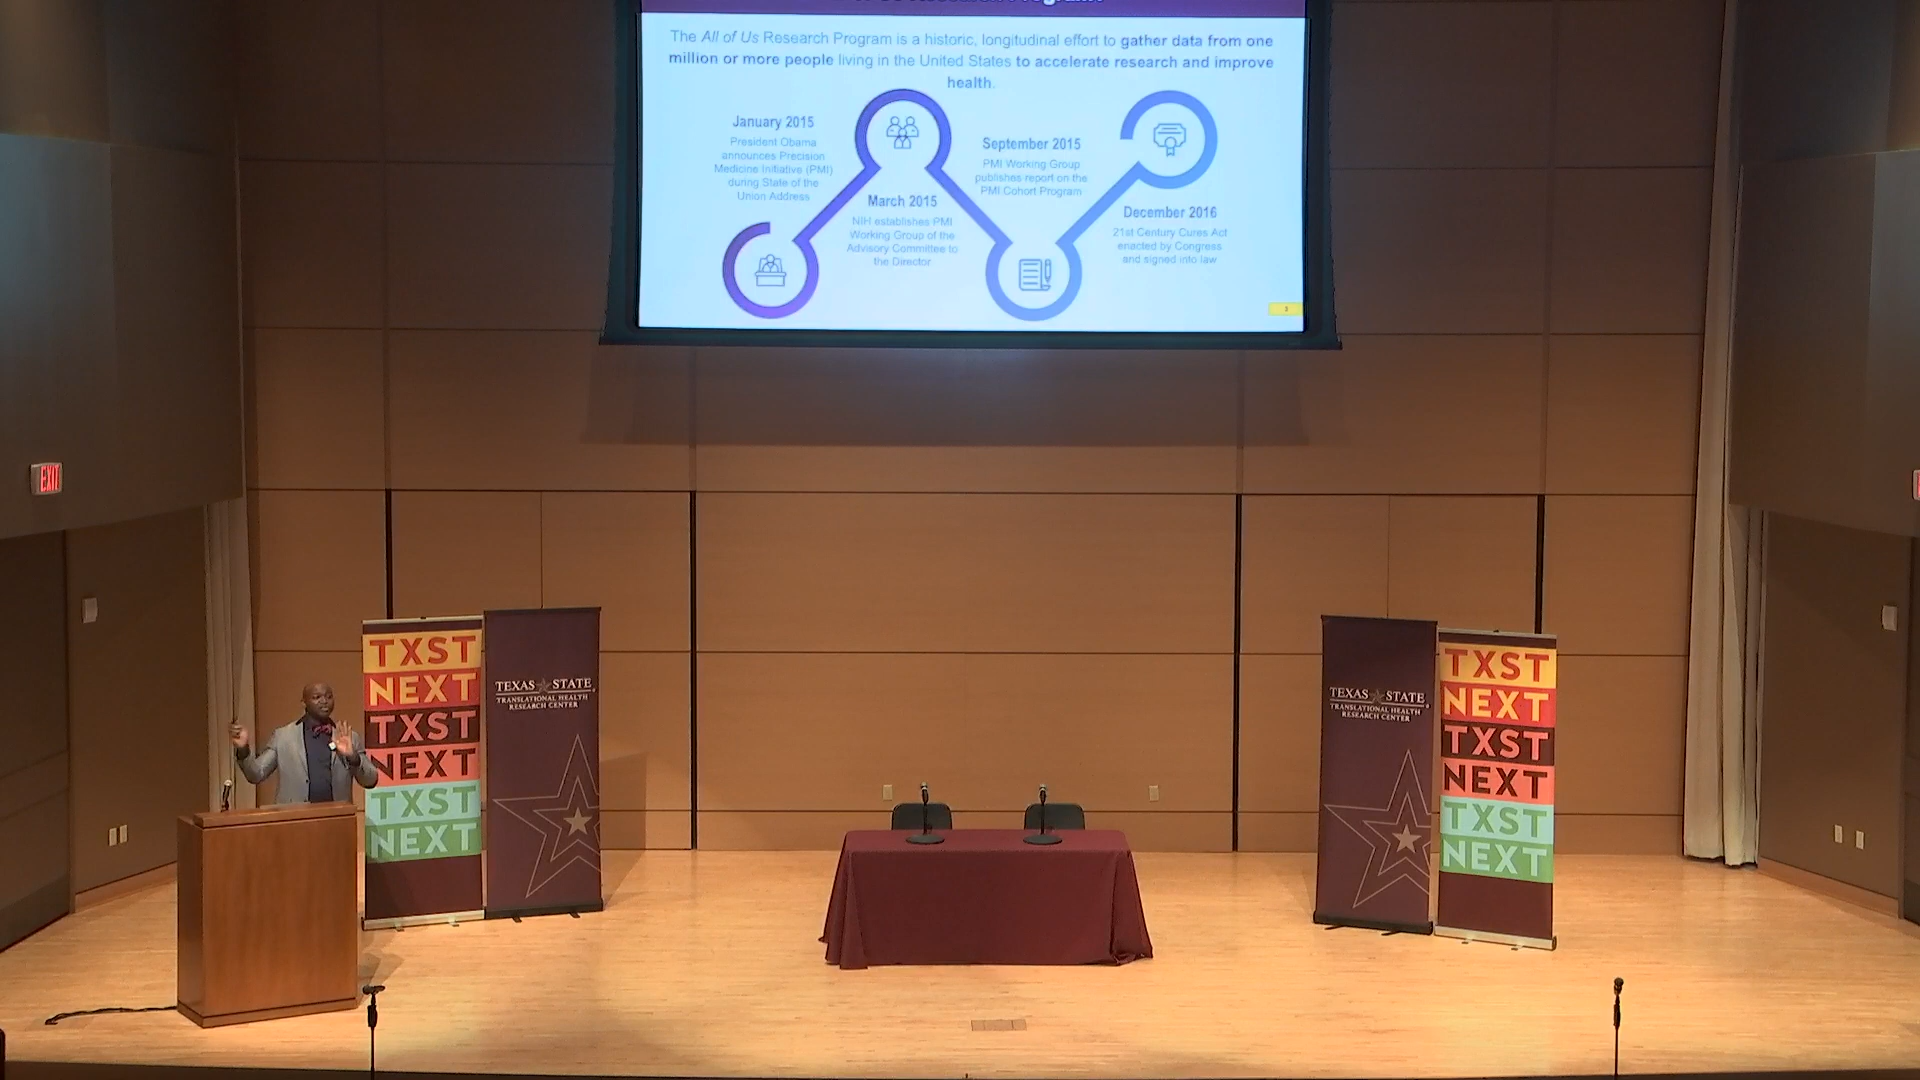 The All of Us Research Program is a historic, longitudinal effort to gather data from one
million or more people living in the United States to accelerate research and improve
health.
January 2015
President Obama
announces Precision
Medicine Initiative (PMI)
during State of the
Union Address
March 2015
NIH establishes PMI
Working Group of the
Advisory Committee to
the Director
September 2015
PMI Working Group
publishes report on the
PMI Cohort Program
December 2016
21st Century Cures Act
enacted by Congress
and signed into law
3
EXIT
TXST
NEXT
TXST
NEXT
TXST
NEXT
TEXAS STATE
TRANSLATIONAL HEALTH
RESEARCH CENTER
TEXAS STATE
TRANSLATIONAL HEALTH
RESEARCH CENTER
TXST
NEXT
TXST
NEXT
TXST
NEXT